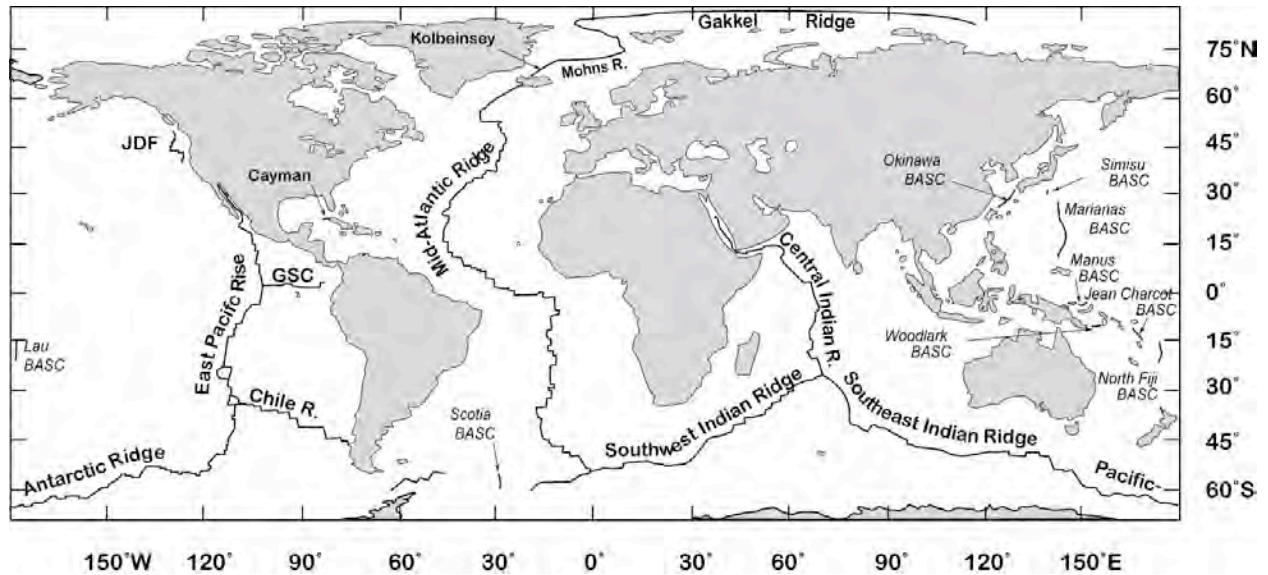 Gakkel Ridge
Kolbeinsey
Mohns R.
75˚N
60˚
JDF
Mid-Atlantic Ridge
45˚
Okinawa
BASC
Simisu
BASC
Cayman
30˚
Marianas
BASC
Central Indian R.
15˚
Manus
BASC
GSC
East Pacifc Rise
Jean Charcot
BASC
0˚
Lau
BASC
Woodlark
BASC
15˚
Chile R.
North Fiji
BASC
30˚
Scotia
BASC
Southwest Indian Ridge
Southeast Indian Ridge
45˚
Antarctic Ridge
Pacific-
60˚S
150˚W 120˚ 90˚ 60˚ 30˚ 0˚ 30˚ 60˚ 90˚ 120˚ 150˚E